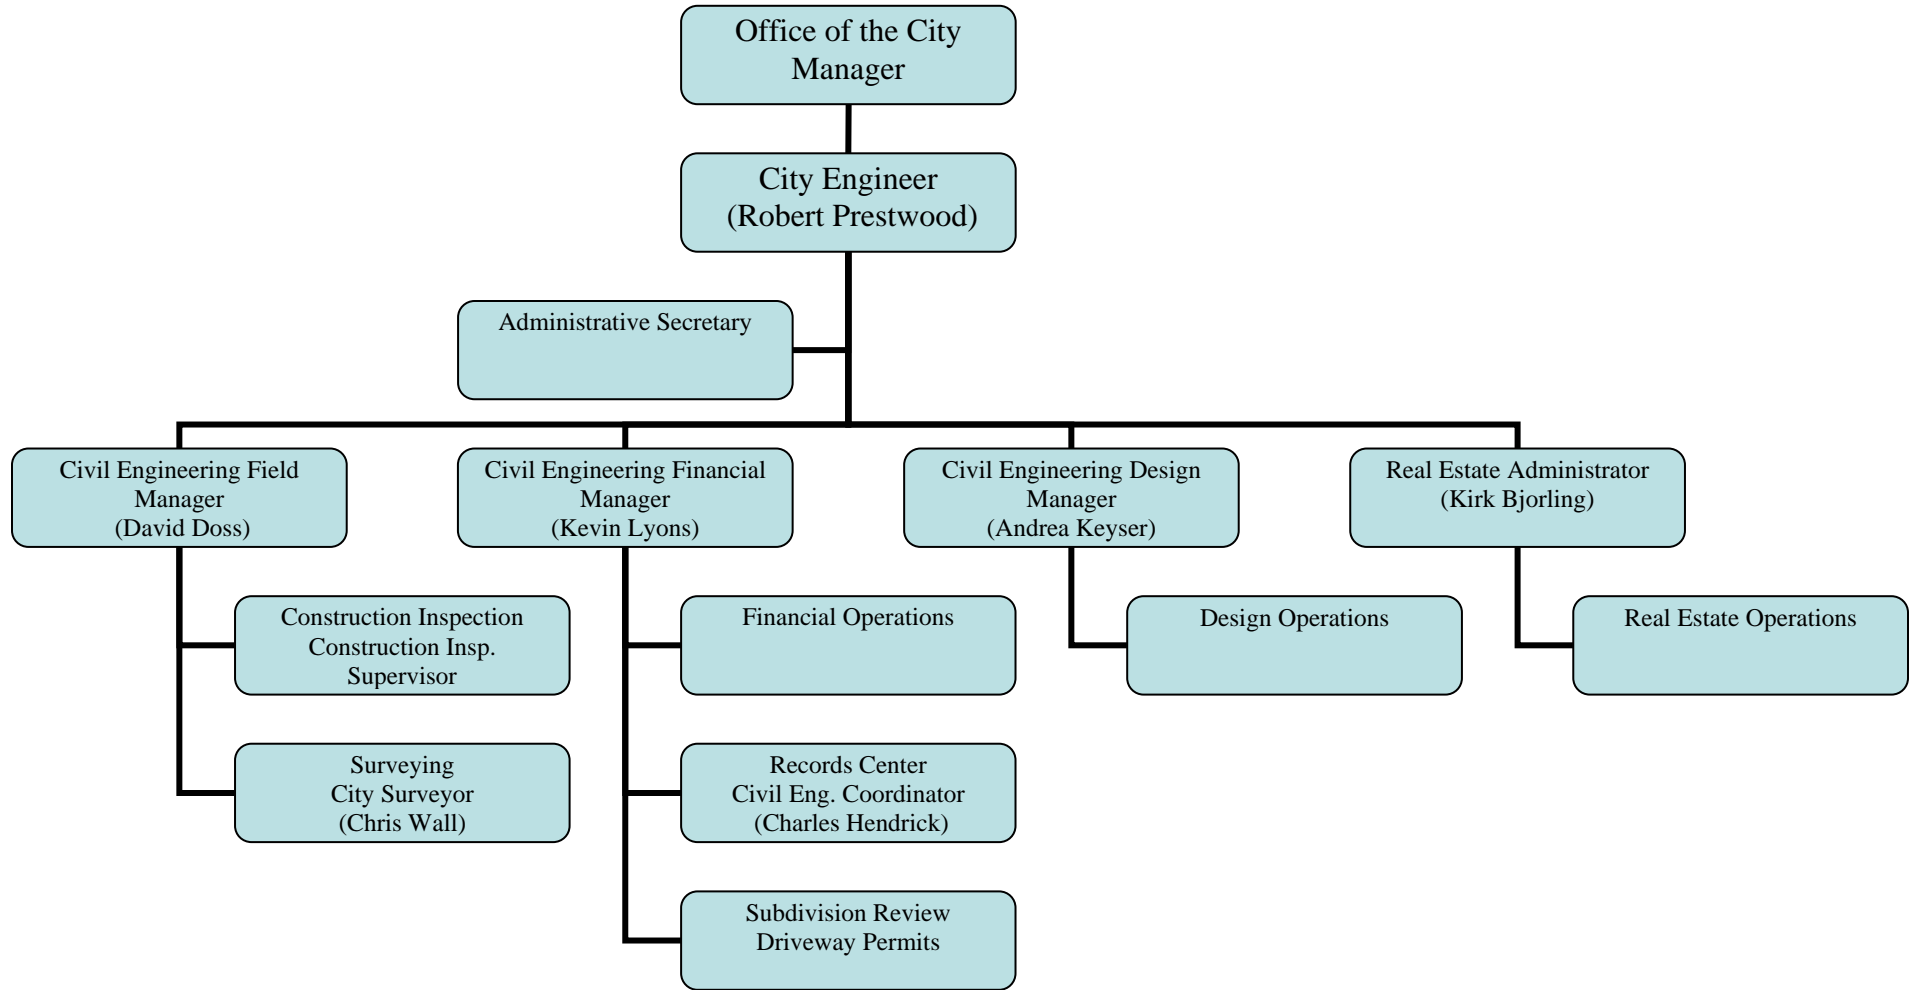 Office of the City
Manager
City Engineer
(Robert Prestwood)
Administrative Secretary
Civil Engineering Field
Manager
(David Doss)
Civil Engineering Financial
Manager
(Kevin Lyons)
Civil Engineering Design
Manager
(Andrea Keyser)
Real Estate Administrator
(Kirk Bjorling)
Construction Inspection
Construction Insp.
Supervisor
Financial Operations
Design Operations
Real Estate Operations
Surveying
City Surveyor
(Chris Wall)
Records Center
Civil Eng. Coordinator
(Charles Hendrick)
Subdivision Review
Driveway Permits